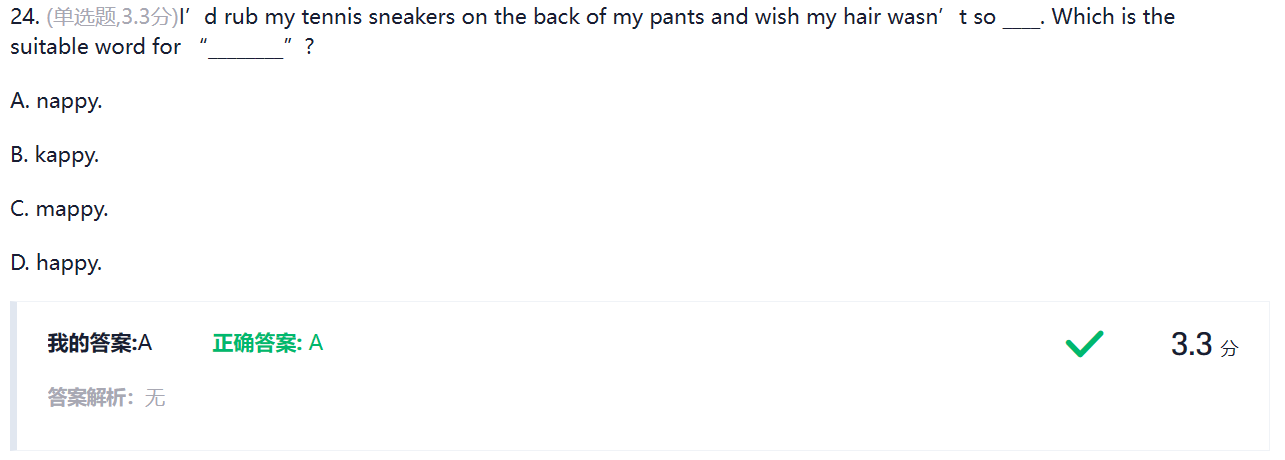 24. (单选题,3.3分)I’d rub my tennis sneakers on the back of my pants and wish my hair wasn’t so ____. Which is the
suitable word for “________”?
A. nappy.
B. kappy.
C. mappy.
D. happy.
我的答案:A 正确答案: A 3.3 分
答案解析: 无